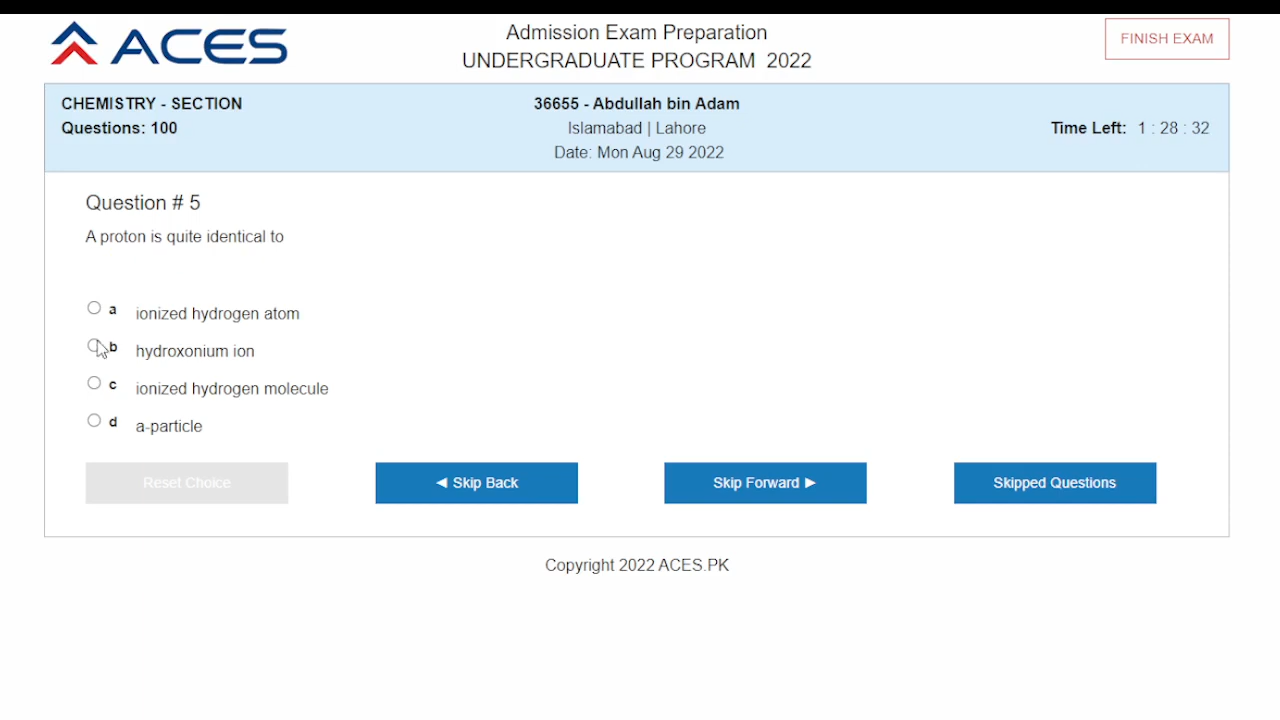 ACES
Admission Exam Preparation
UNDERGRADUATE PROGRAM 2022
FINISH EXAM
CHEMISTRY - SECTION
Questions: 100
36655 - Abdullah bin Adam
Islamabad | Lahore
Date: Mon Aug 29 2022
Time Left: 1 : 28 : 32
Question # 5
A proton is quite identical to
a ionized hydrogen atom
b hydroxonium ion
c ionized hydrogen molecule
d a-particle
Reset Choice
◄ Skip Back
Skip Forward ►
Skipped Questions
Copyright 2022 ACES.PK